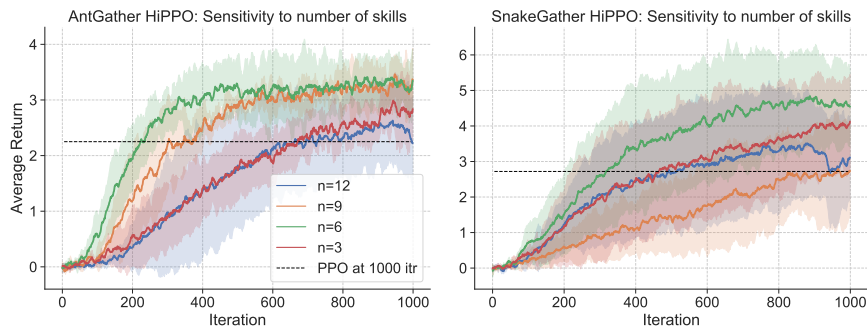 AntGather HiPPO: Sensitivity to number of skills
4
3
2
1
0
Average Return
0 200 400 600 800 1000
Iteration
n=12
n=9
n=6
n=3
PPO at 1000 itr
SnakeGather HiPPO: Sensitivity to number of skills
6
5
4
3
2
1
0
0 200 400 600 800 1000
Iteration